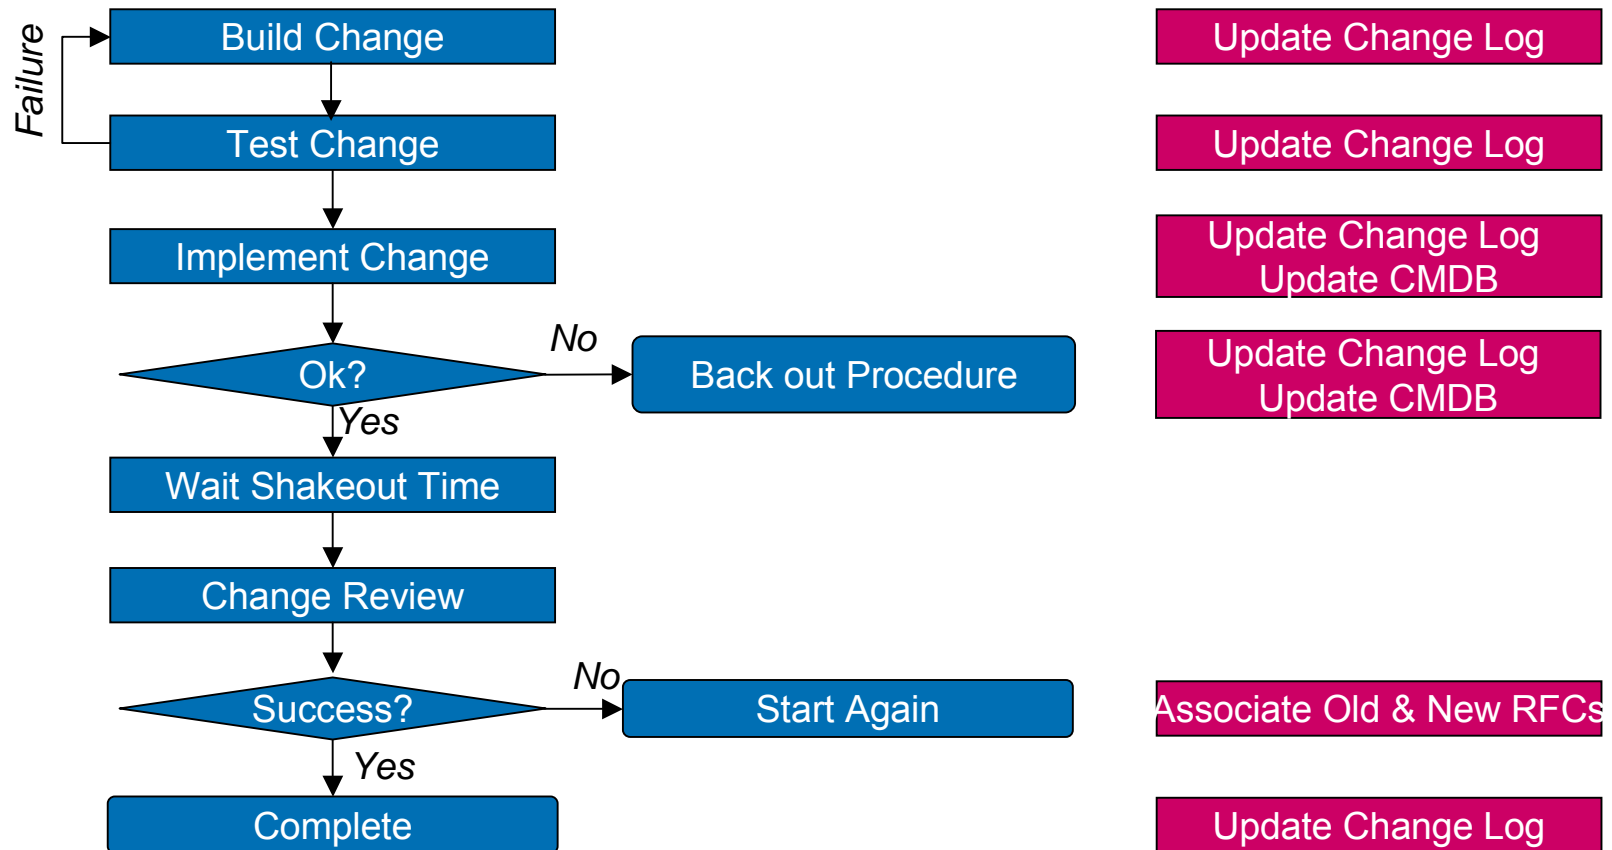 Failure
Build Change
Update Change Log
Test Change
Update Change Log
Implement Change
Update Change Log
Update CMDB
Ok?
No
Back out Procedure
Update Change Log
Update CMDB
Yes
Wait Shakeout Time
Change Review
Success?
No
Start Again
Associate Old & New RFCs
Yes
Complete
Update Change Log